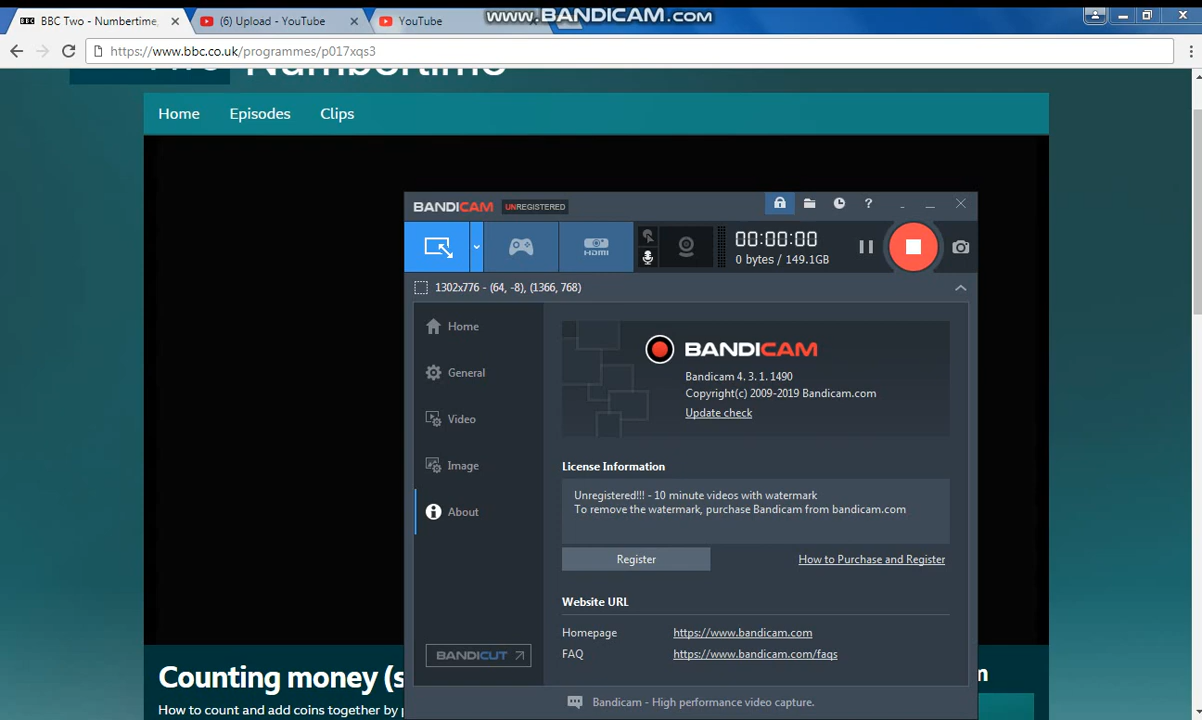 BBC Two - Numbertime,
(6) Upload - YouTube
YouTube
www.BANDICAM.com
https://www.bbc.co.uk/programmes/p017xqs3
Numbertime
Home
Episodes
Clips
BANDICAM
UNREGISTERED
?
HDMI
00:00:00
0 bytes / 149.1GB
1302x776 - (64, -8), (1366, 768)
Home
General
Video
Image
About
BANDICUT
BANDICAM
Bandicam 4. 3. 1. 1490
Copyright(c) 2009-2019 Bandicam.com
Update check
License Information
Unregistered!!! - 10 minute videos with watermark
To remove the watermark, purchase Bandicam from bandicam.com
Register
How to Purchase and Register
Website URL
Homepage
https://www.bandicam.com
FAQ
https://www.bandicam.com/faqs
Bandicam - High performance video capture.
Counting money (s
How to count and add coins together by